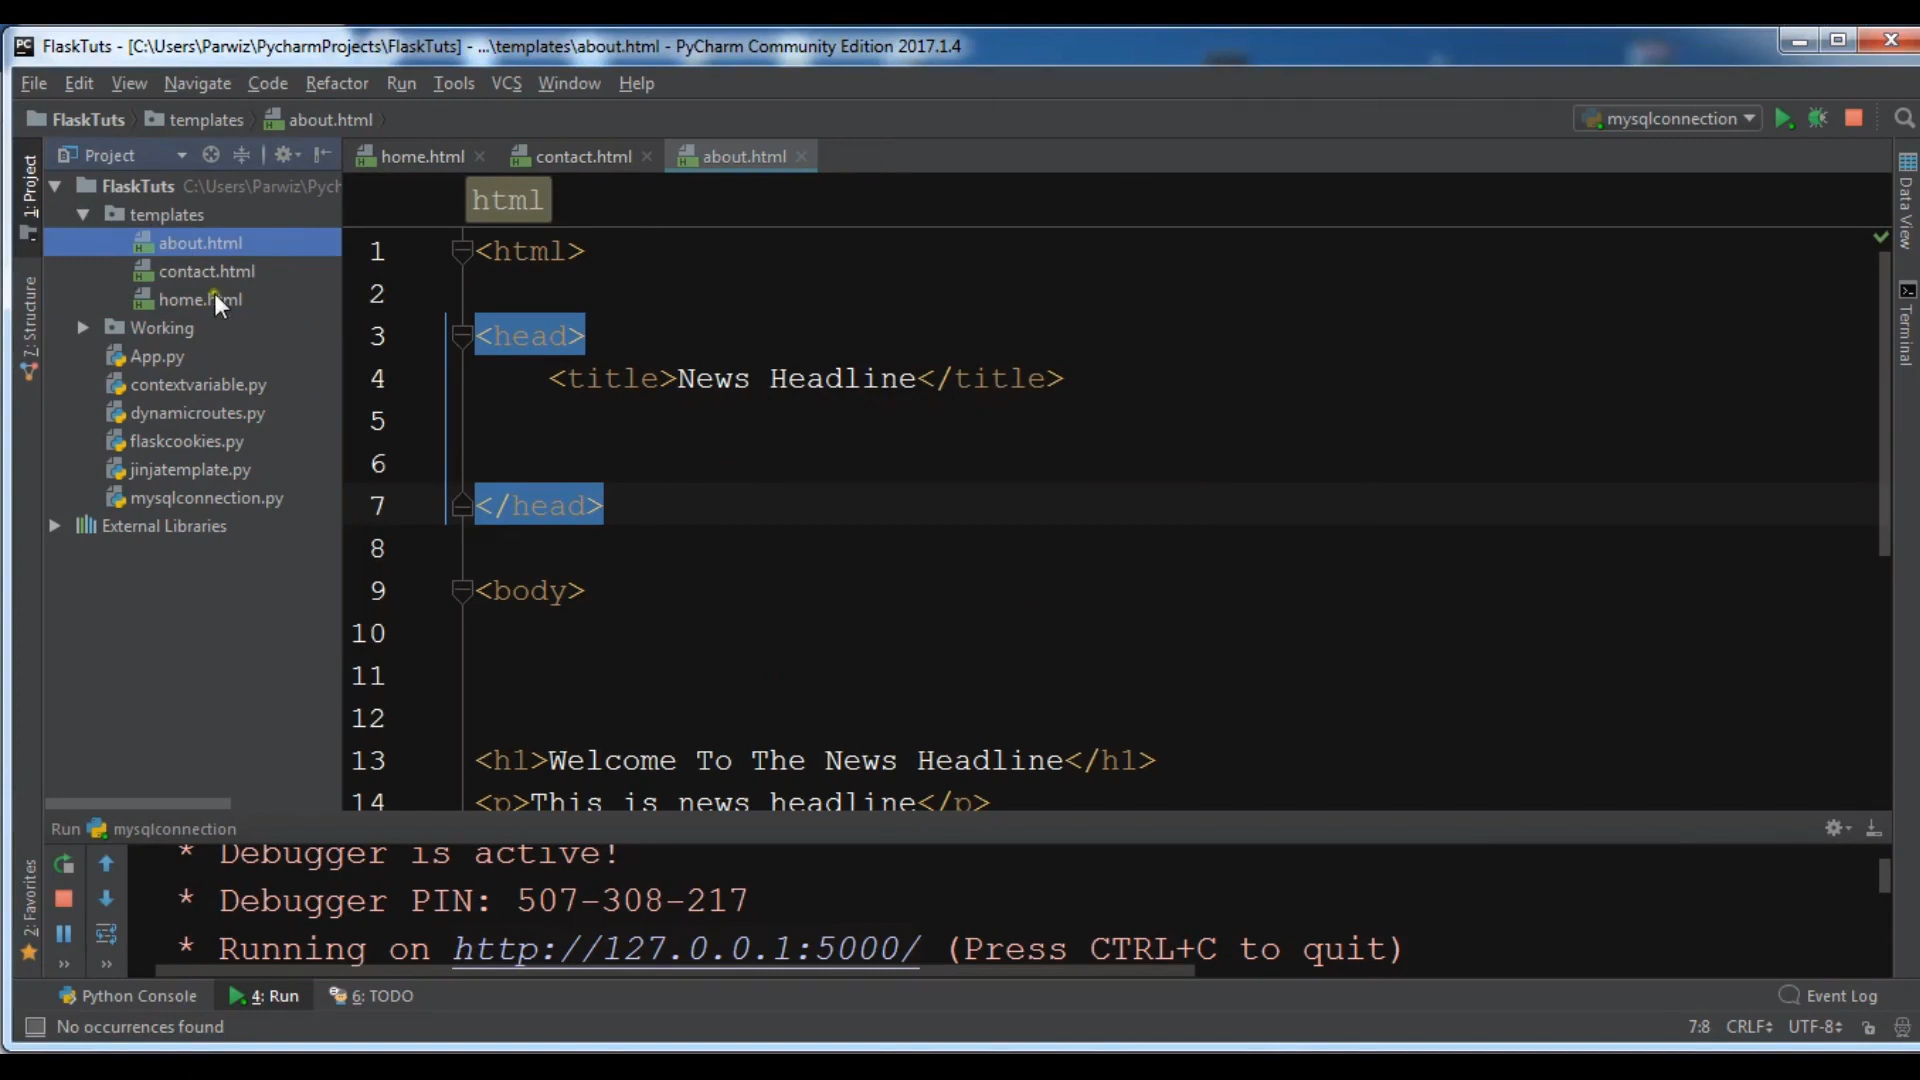 FlaskTuts - [C:\Users\Parwiz\PycharmProjects\FlaskTuts] - ...\templates\about.html - PyCharm Community Edition 2017.1.4
File Edit View Navigate Code Refactor Run Tools VCS Window Help
FlaskTuts templates about.html
mysqlconnection
Project
home.html contact.html about.html
1: Project
7: Structure
2: Favorites
FlaskTuts C:\Users\Parwiz\Pych
templates
about.html
contact.html
home.html
Working
App.py
contextvariable.py
dynamicroutes.py
flaskcookies.py
jinjatemplate.py
mysqlconnection.py
External Libraries
html
1 <html>
2
3 <head>
4 <title>News Headline</title>
5
6
7 </head>
8
9 <body>
10
11
12
13 <h1>Welcome To The News Headline</h1>
14 <p>This is news headline</p>
Data View
Terminal
Run mysqlconnection
* Debugger is active!
* Debugger PIN: 507-308-217
* Running on http://127.0.0.1:5000/ (Press CTRL+C to quit)
Python Console 4: Run 6: TODO Event Log
No occurrences found 7:8 CRLF UTF-8